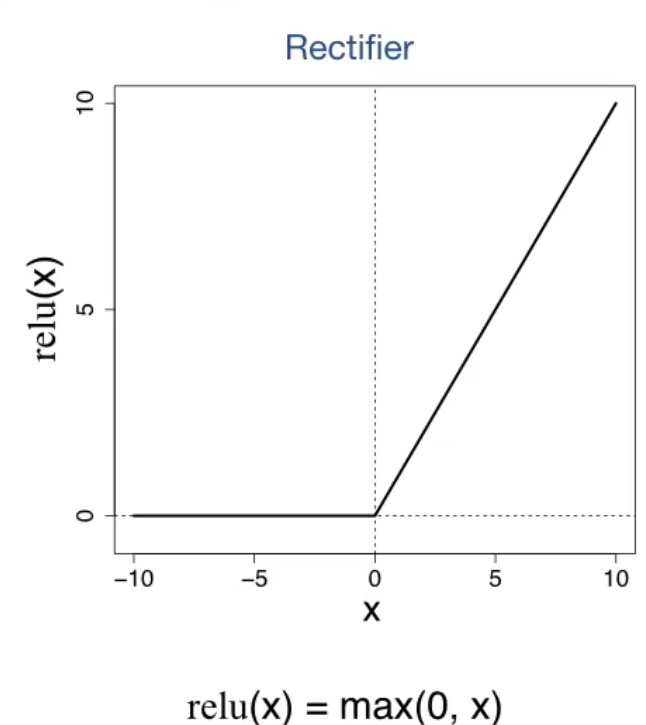 Rectifier
10
5
0
relu(x)
−10 −5 0 5 10
x
relu(x) = max(0, x)